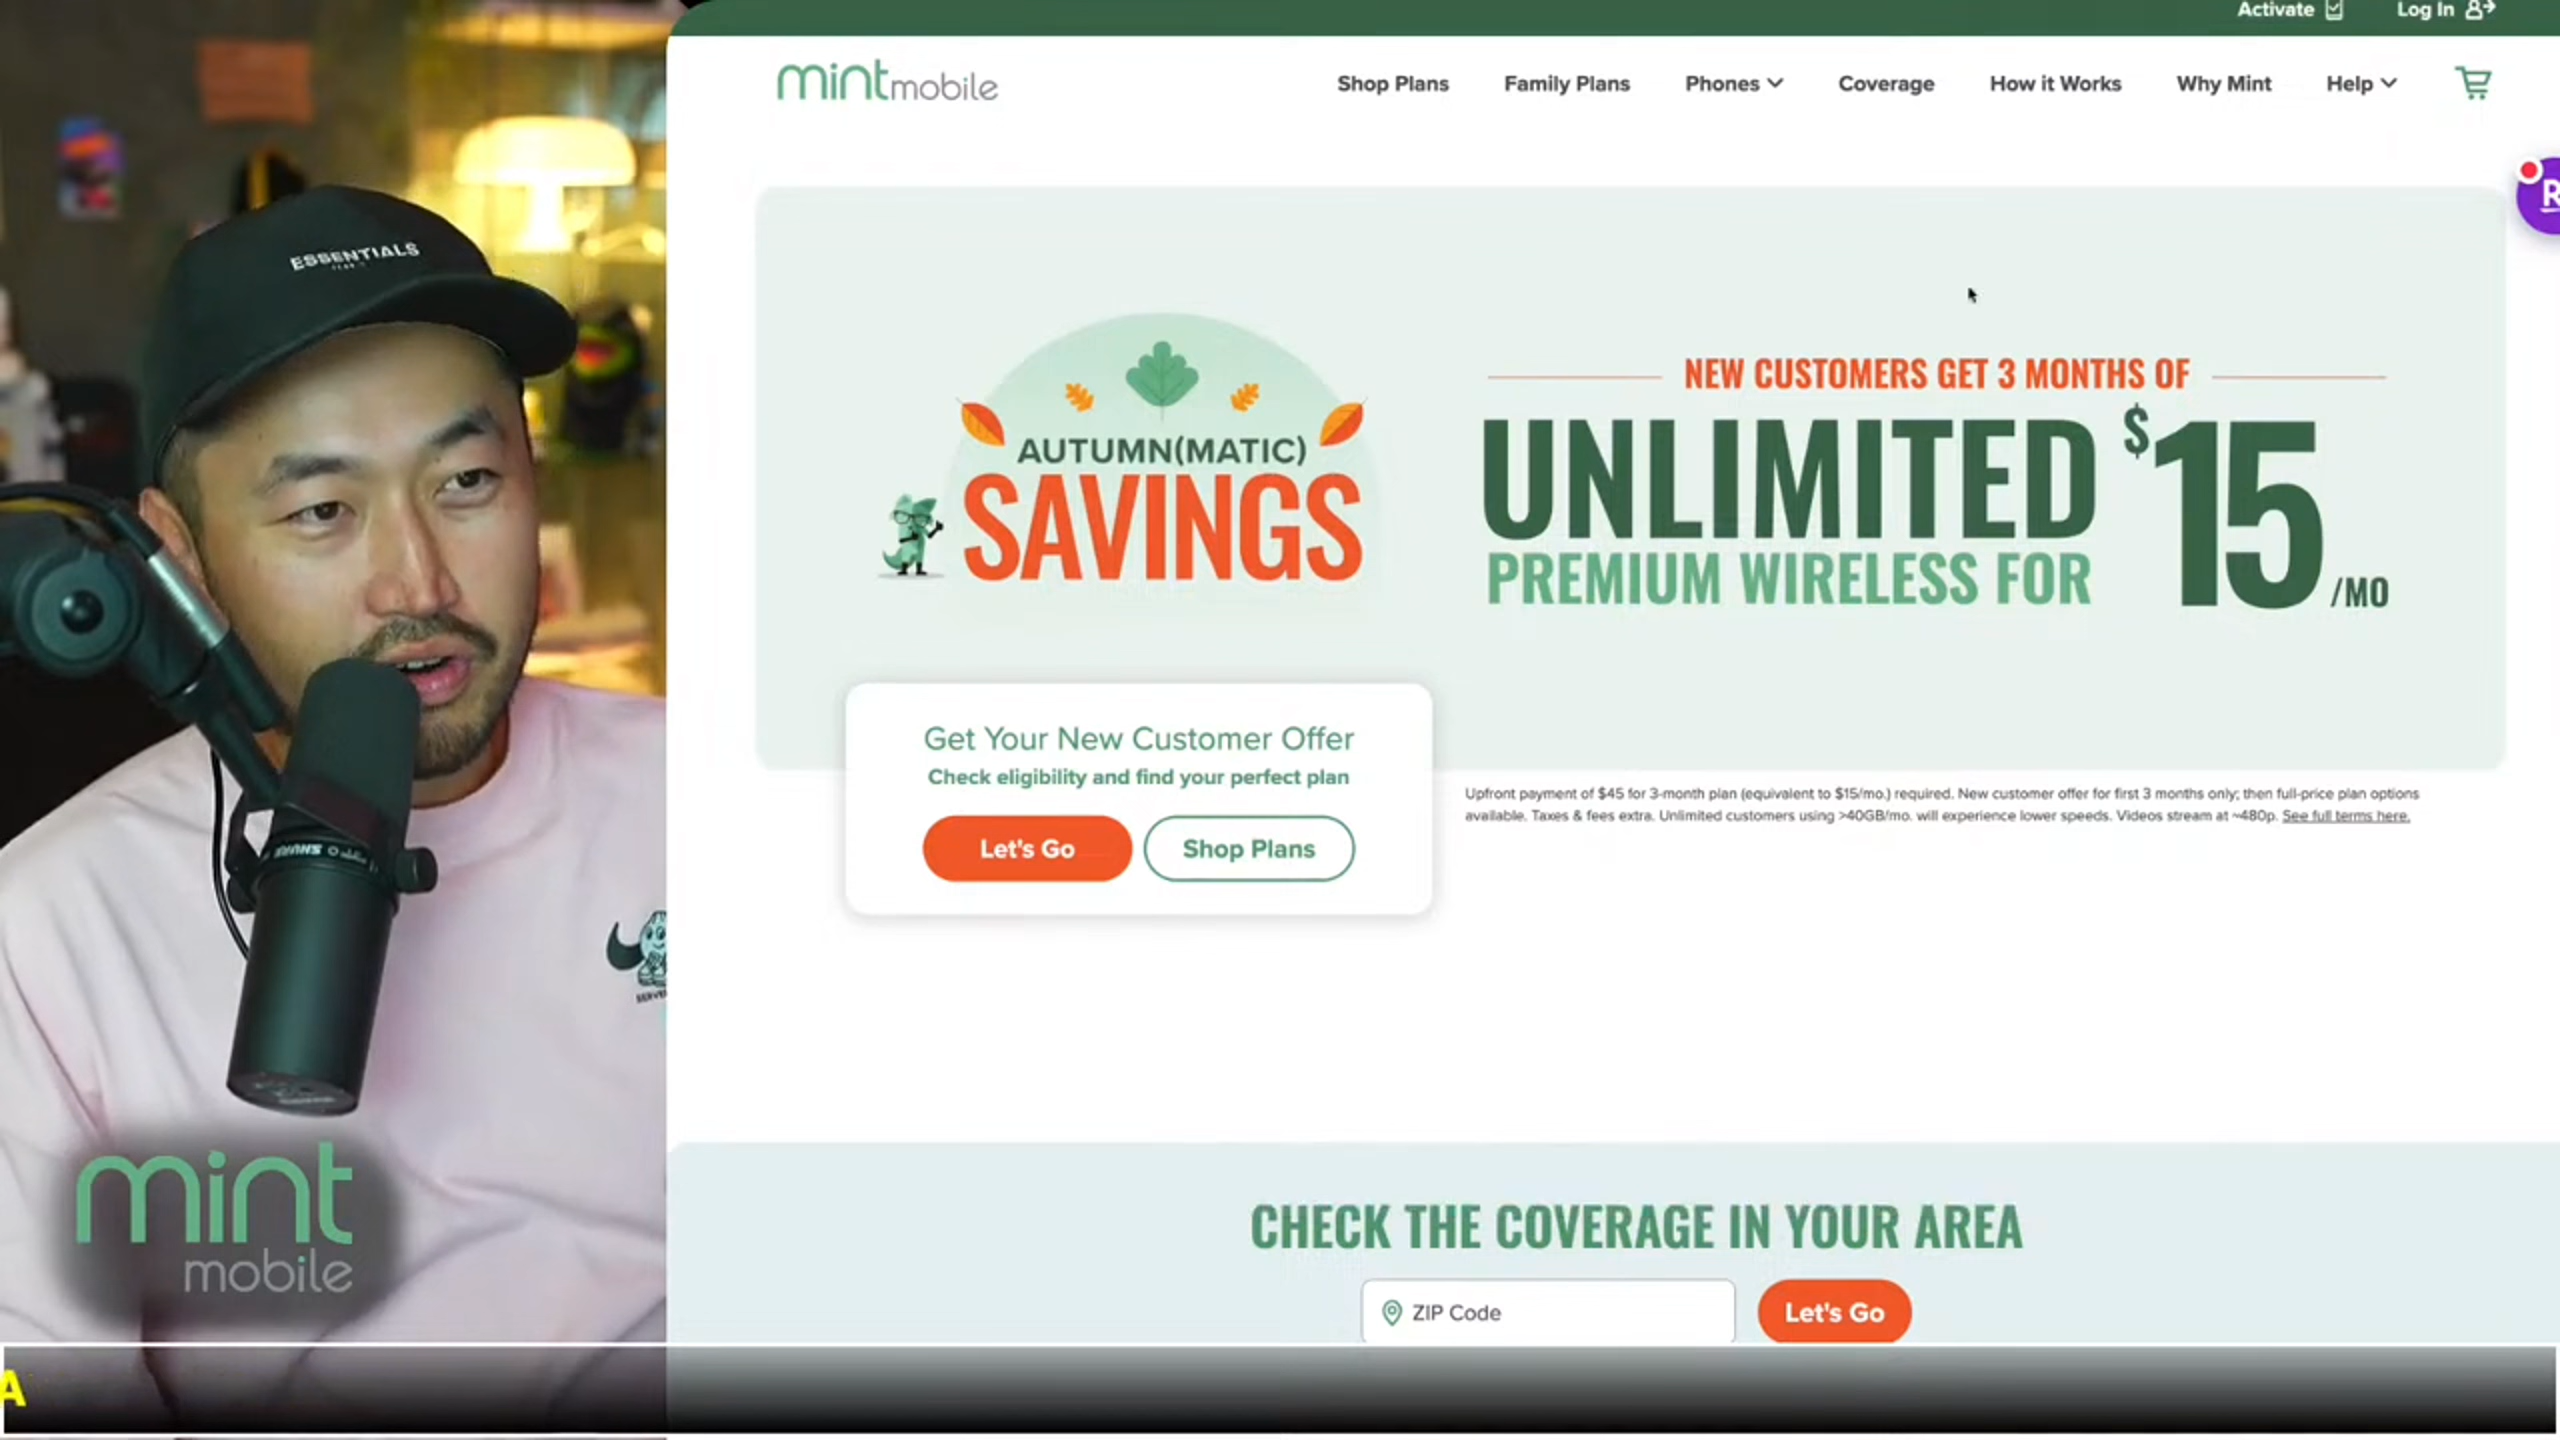 Activate
Log In
mint mobile
Shop Plans
Family Plans
Phones
Coverage
How it Works
Why Mint
Help
R
ESSENTIALS
AUTUMN(MATIC)
SAVINGS
NEW CUSTOMERS GET 3 MONTHS OF
UNLIMITED
PREMIUM WIRELESS FOR
$15/MO
Get Your New Customer Offer
Check eligibility and find your perfect plan
Let's Go
Shop Plans
Upfront payment of $45 for 3-month plan (equivalent to $15/mo.) required. New customer offer for first 3 months only; then full-price plan options
available. Taxes & fees extra. Unlimited customers using >40GB/mo. will experience lower speeds. Videos stream at ~480p. See full terms here.
SHURE
mint
mobile
CHECK THE COVERAGE IN YOUR AREA
ZIP Code
Let's Go
A